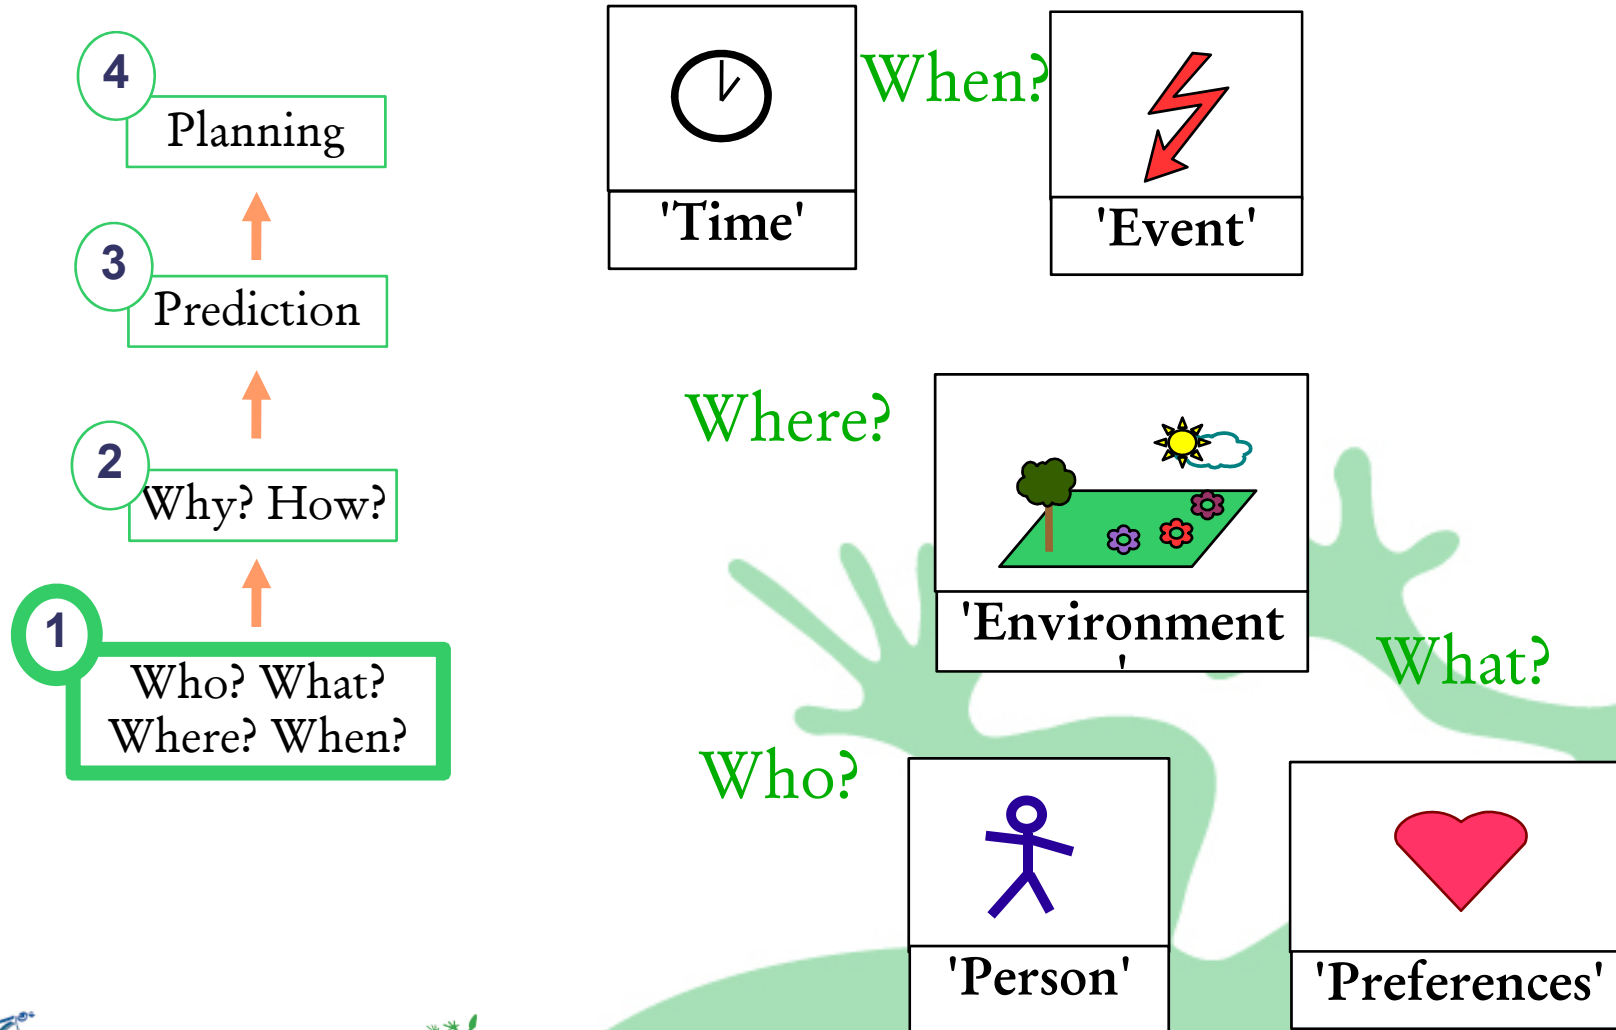 4
Planning
3
Prediction
2
Why? How?
1
Who? What?
Where? When?
When?
'Time'
'Event'
Where?
'Environment
'
What?
Who?
'Person'
'Preferences'